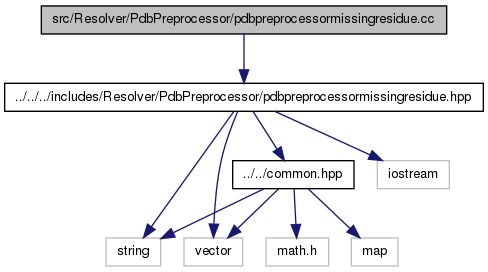 src/Resolver/PdbPreprocessor/pdbpreprocessormissingresidue.cc
../../../includes/Resolver/PdbPreprocessor/pdbpreprocessormissingresidue.hpp
../../common.hpp
iostream
string
vector
math.h
map